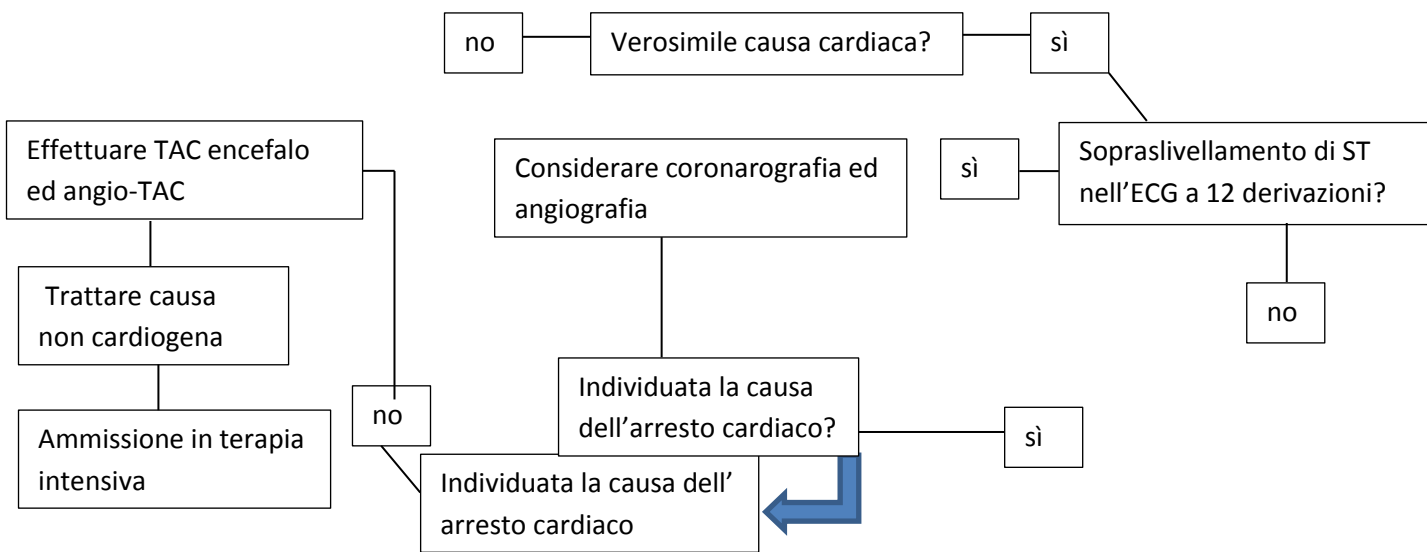 no
Verosimile causa cardiaca?
sì
Effettuare TAC encefalo
ed angio-TAC
Considerare coronarografia ed
angiografia
sì
Sopraslivellamento di ST
nell’ECG a 12 derivazioni?
Trattare causa
non cardiogena
no
Individuata la causa
dell’arresto cardiaco?
sì
no
Ammissione in terapia
intensiva
Individuata la causa dell’
arresto cardiaco